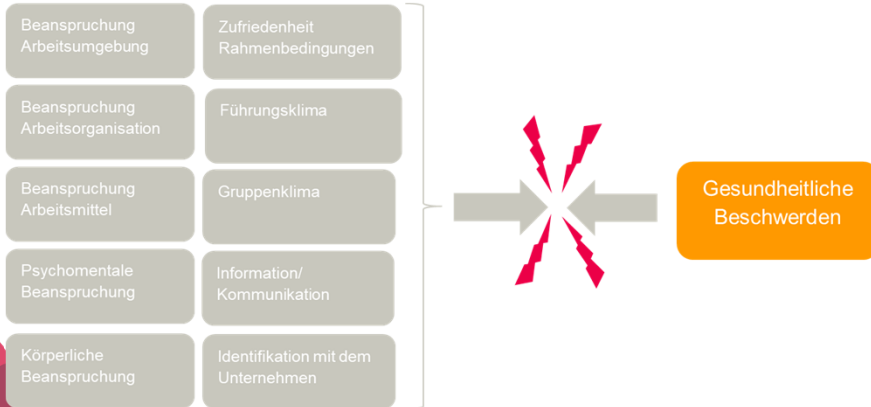 Beanspruchung
Arbeitsumgebung
Zufriedenheit
Rahmenbedingungen
Beanspruchung
Arbeitsorganisation
Führungsklima
Beanspruchung
Arbeitsmittel
Gruppenklima
Psychomentale
Beanspruchung
Information/
Kommunikation
Körperliche
Beanspruchung
Identifikation mit dem
Unternehmen
Gesundheitliche
Beschwerden